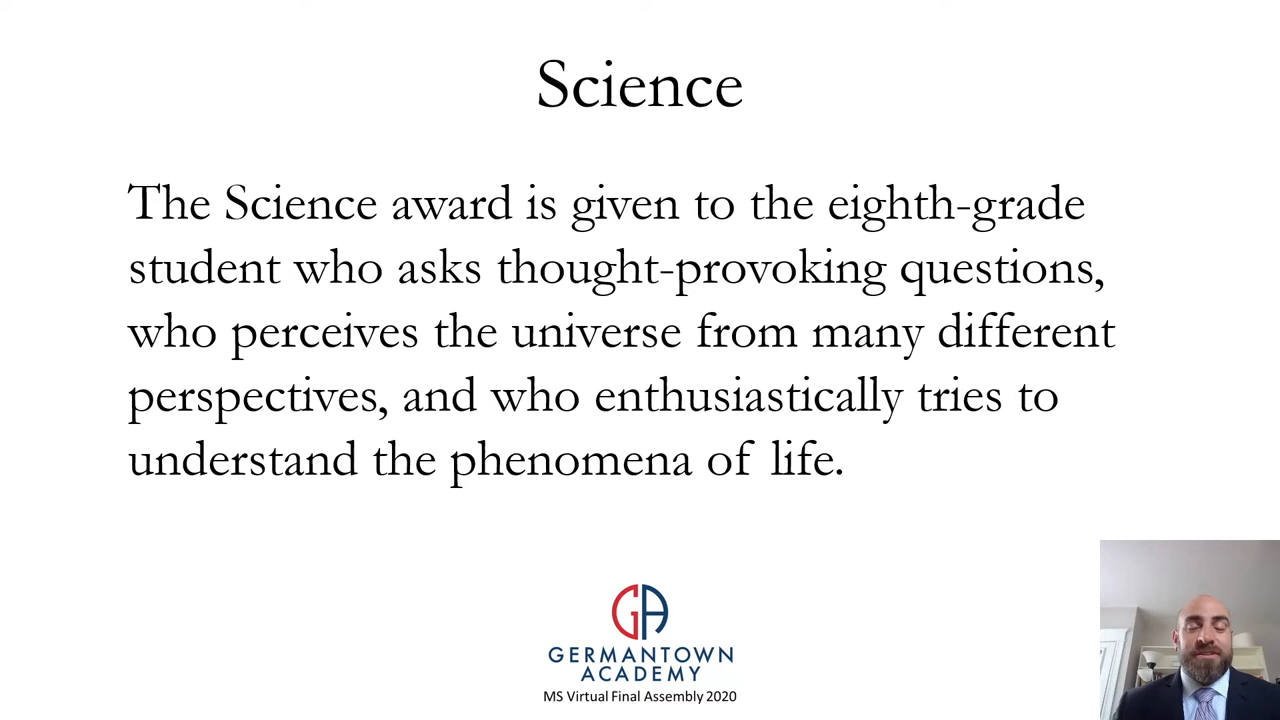 Science
The Science award is given to the eighth-grade
student who asks thought-provoking questions,
who perceives the universe from many different
perspectives, and who enthusiastically tries to
understand the phenomena of life.
GA
GERMANTOWN
ACADEMY
MS Virtual Final Assembly 2020